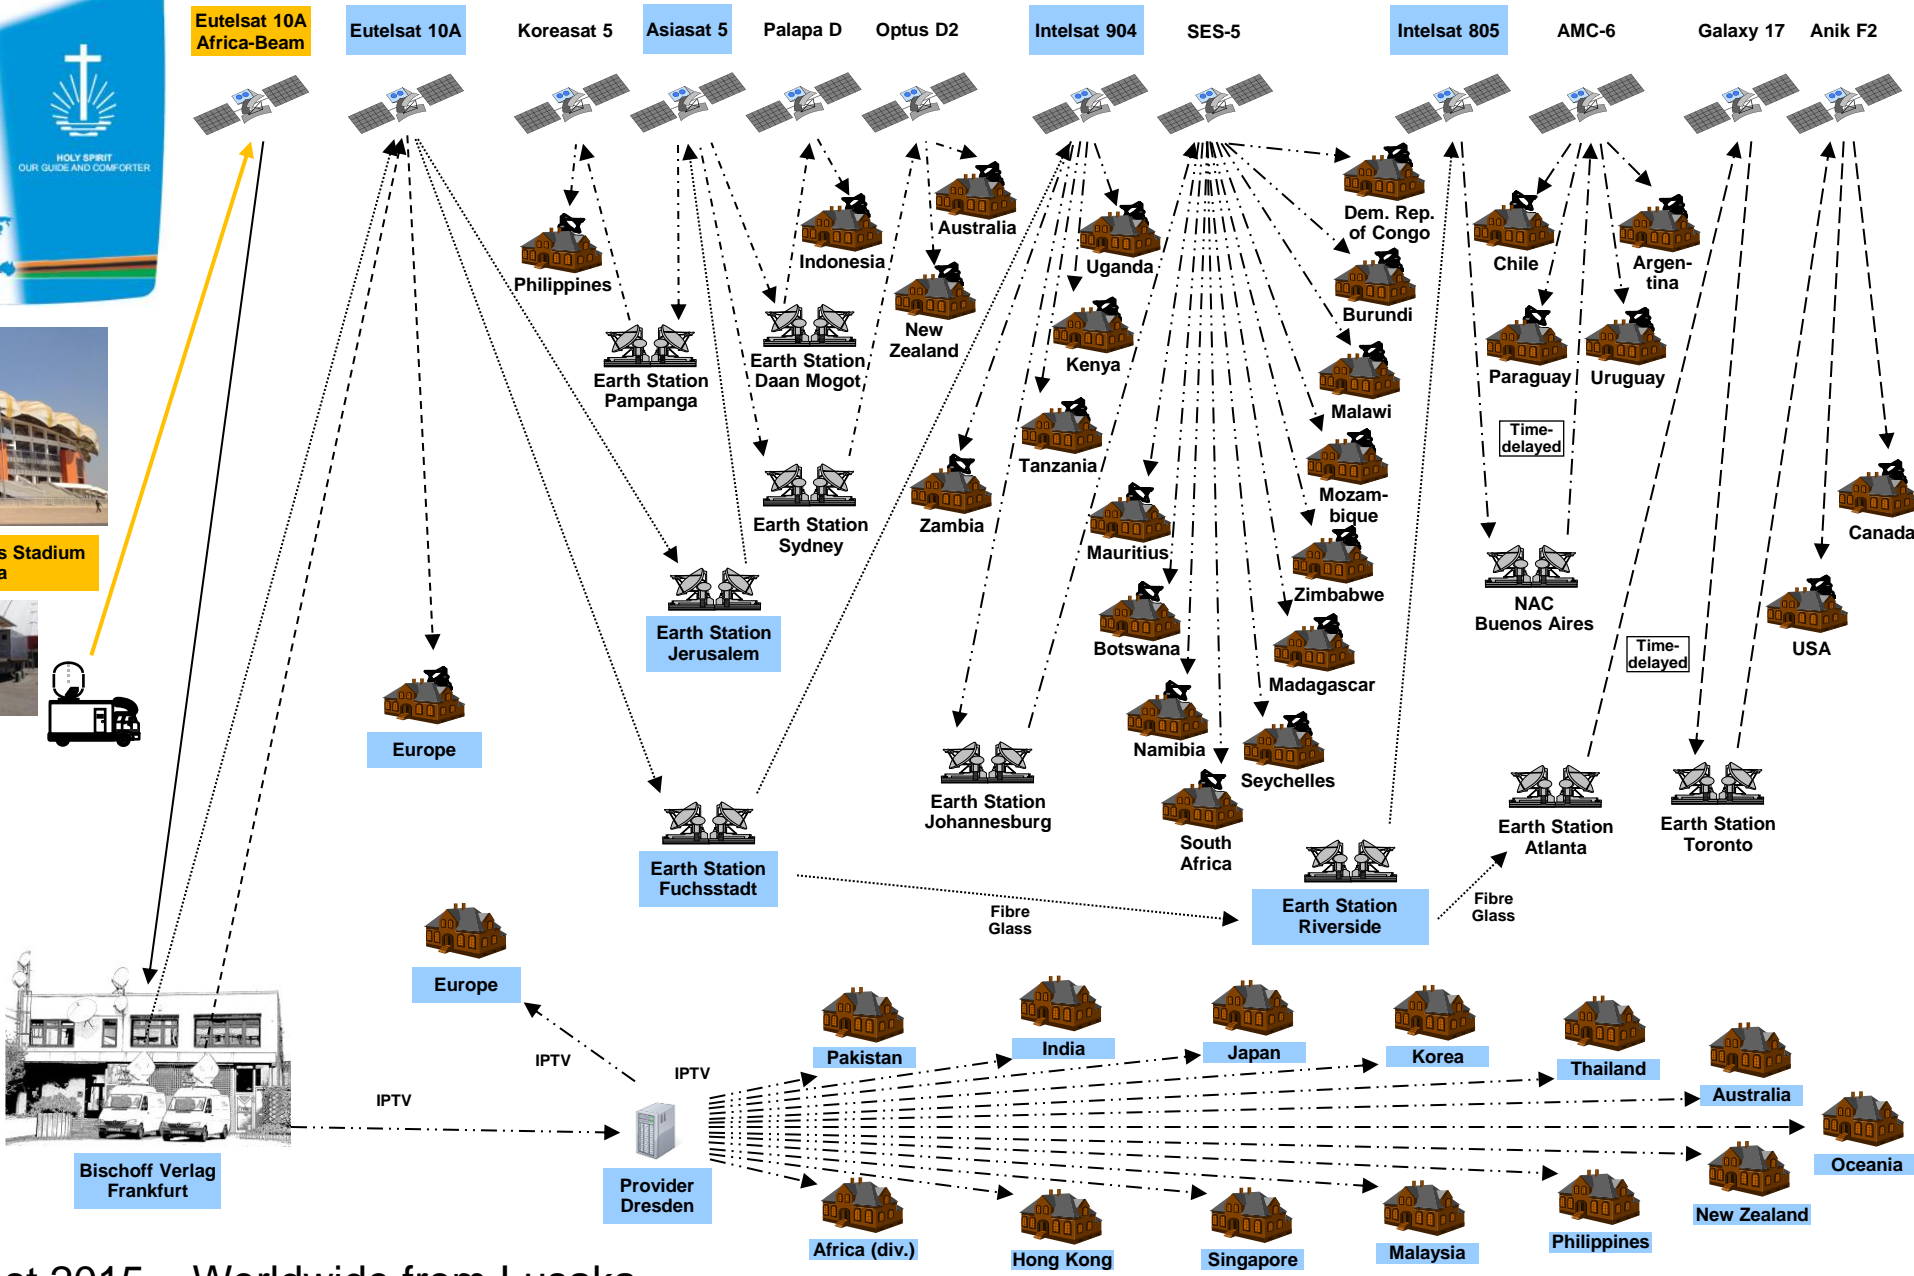 Eutelsat 10A
Africa-Beam
Eutelsat 10A
Koreasat 5
Asiasat 5
Palapa D
Optus D2
Intelsat 904
SES-5
Intelsat 805
AMC-6
Galaxy 17
Anik F2
HOLY SPIRIT
OUR GUIDE AND COMFORTER
Philippines
Indonesia
Australia
New
Zealand
Uganda
Kenya
Tanzania
Zambia
Dem. Rep.
of Congo
Burundi
Malawi
Mozam-
bique
Zimbabwe
Madagascar
Seychelles
South
Africa
Namibia
Botswana
Mauritius
Chile
Argen-
tina
Paraguay
Uruguay
Time-
delayed
Canada
USA
Earth Station
Pampanga
Earth Station
Daan Mogot
Earth Station
Sydney
s Stadium
a
Earth Station
Jerusalem
NAC
Buenos Aires
Time-
delayed
Europe
Earth Station
Johannesburg
Earth Station
Atlanta
Earth Station
Toronto
Earth Station
Fuchsstadt
Fibre
Glass
Earth Station
Riverside
Fibre
Glass
Europe
IPTV
IPTV
IPTV
Pakistan
India
Japan
Korea
Thailand
Australia
Oceania
Bischoff Verlag
Frankfurt
Provider
Dresden
Africa (div.)
Hong Kong
Singapore
Malaysia
Philippines
New Zealand
2015
Worldwide from Lusaka